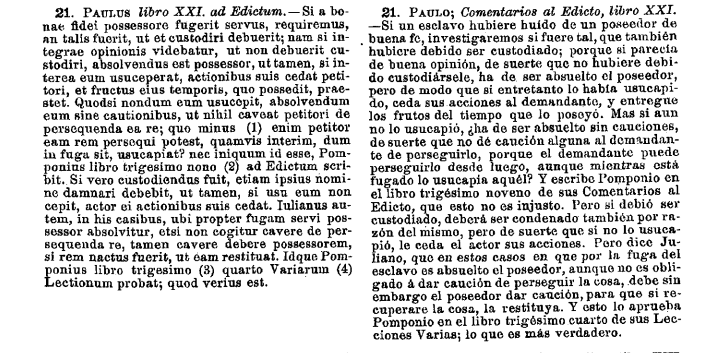 21. PAULUS libro XXI. ad Edictum.—Si a bo-
nae fidei possessore fugerit servus, requiremus,
an talis fuerit, ut et custodiri debuerit; nam si in-
tegrae opinionis videbatur, ut non debuerit cu-
stodiri, absolvendus est possessor, ut tamen, si in-
terea eum usuceperat, actionibus suis cedat peti-
tori, et fructus eius temporis, quo possedit, prae-
stet. Quodsi nondum eum usucepit, absolvendum
eum sine cautionibus, ut nihil caveat petitori de
persequenda ea re; quo minus (1) enim petitor
eam rem persequi potest, quamvis interim, dum
in fuga sit, usucapiat? nec iniquum id esse, Pom-
ponius libro trigesimo nono (2) ad Edictum scri-
bit. Si vero custodiendus fuit, etiam ipsius nomi-
ne damnari debebit, ut tamen, si usu eum non
cepit, actor ei actionibus suis cedat. Iulianus au-
tem, in his casibus, ubi propter fugam servi pos-
sessor absolvitur, etsi non cogitur cavere de per-
sequenda re, tamen cavere debere possessorem,
si rem nactus fuerit, ut eam restituat. Idque Pom-
ponius libro trigesimo (3) quarto Variarum (4)
Lectionum probat; quod verius est.
21. PAULO; Comentarios al Edicto, libro XXI.
—Si un esclavo hubiere huído de un poseedor de
buena fe, investigaremos si fuere tal, que también
hubiere debido ser custodiado; porque si parecía
de buena opinión, de suerte que no hubiere debi-
do custodiársele, ha de ser absuelto el poseedor,
pero de modo que si entretanto lo había usucapi-
do, ceda sus acciones al demandante, y entregue
los frutos del tiempo que lo poseyó. Mas si aun
no lo usucapió, ¿ha de ser absuelto sin cauciones,
de suerte que no dé caución alguna al demandan-
te de perseguirlo, porque el demandante puede
perseguirlo desde luego, aunque mientras está
fugado lo usucapía aquél? Y escribe Pomponio en
el libro trigésimo noveno de sus Comentarios al
Edicto, que esto no es injusto. Pero si debió ser
custodiado, deberá ser condenado también por ra-
zón del mismo, pero de suerte que si no lo usuca-
pió, le ceda el actor sus acciones. Pero dice Ju-
liano, que en estos casos en que por la fuga del
esclavo es absuelto el poseedor, aunque no es obli-
gado á dar caución de perseguir la cosa, debe sin
embargo el poseedor dar caución, para que si re-
cuperare la cosa, la restituya. Y esto lo aprueba
Pomponio en el libro trigésimo cuarto de sus Lec-
ciones Varias; lo que es más verdadero.